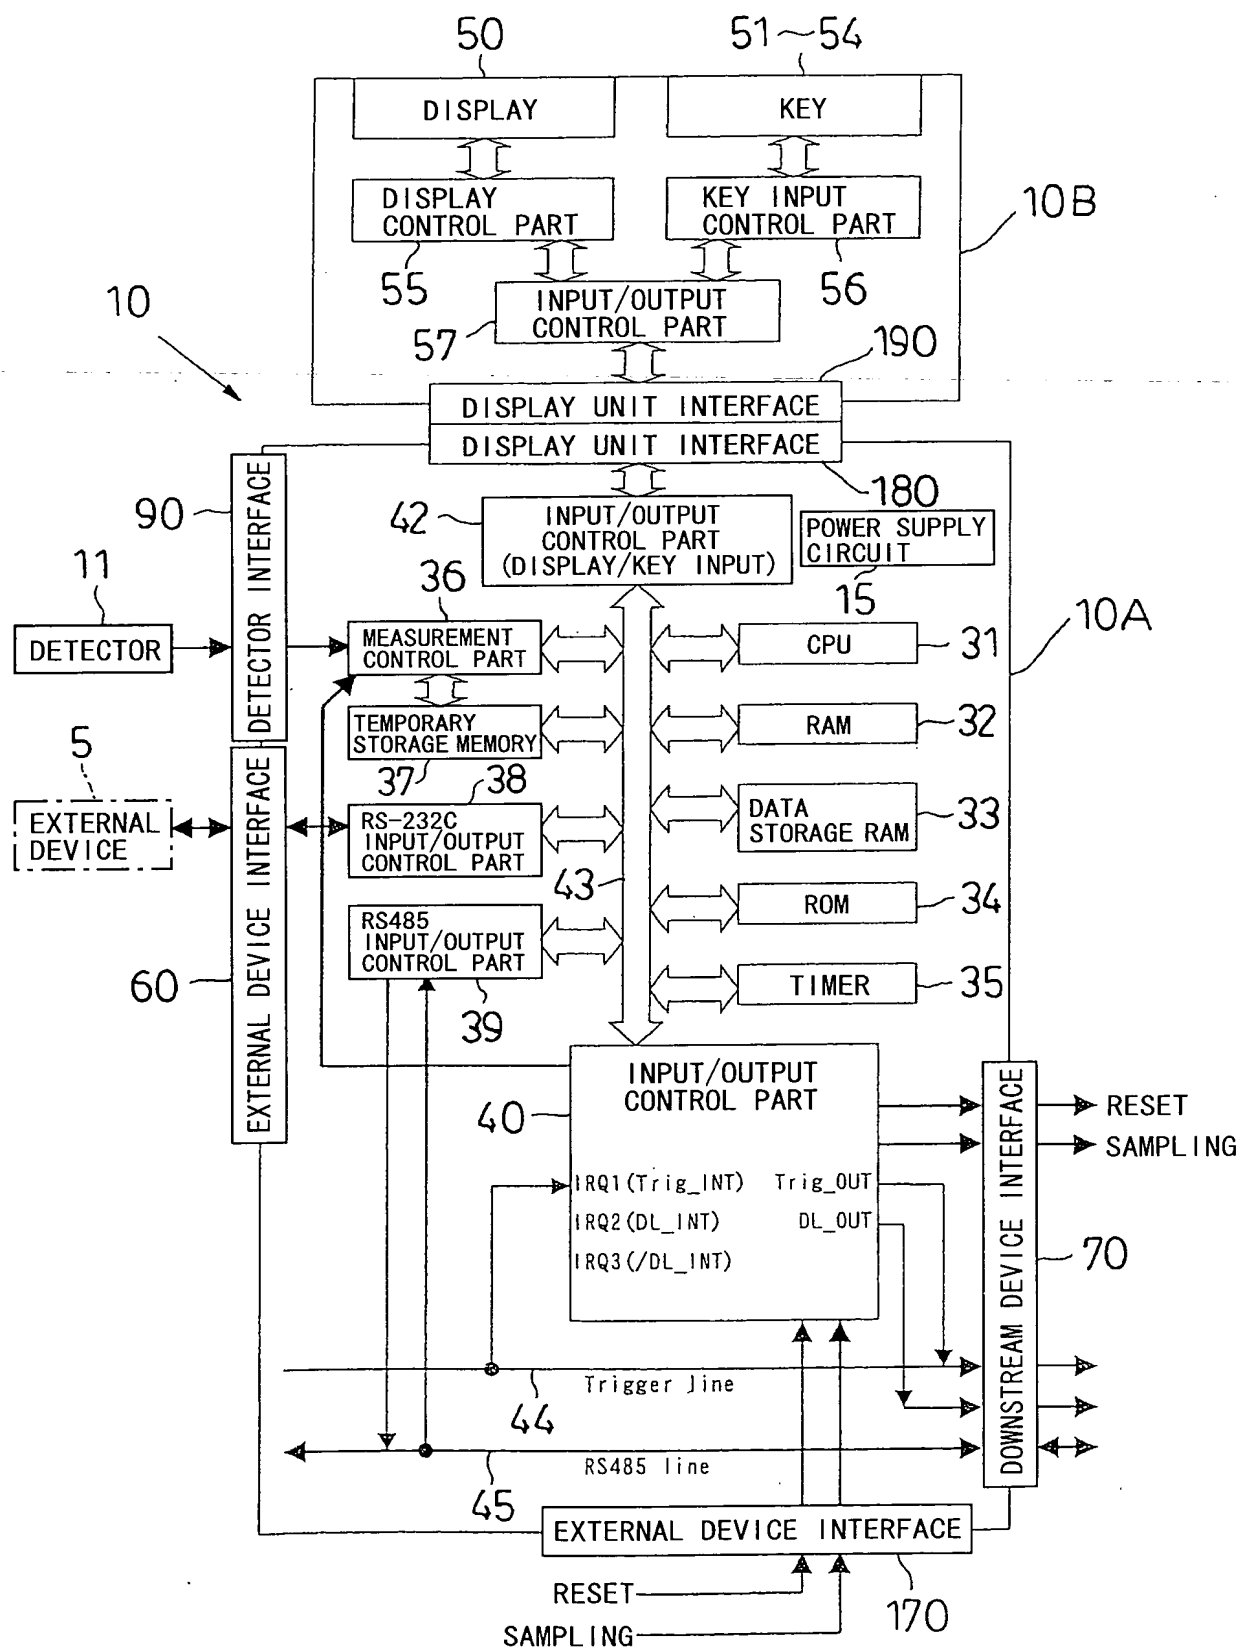 50
51～54
DISPLAY
KEY
DISPLAY
CONTROL PART
KEY INPUT
CONTROL PART
10B
55
56
10
INPUT/OUTPUT
CONTROL PART
57
190
DISPLAY UNIT INTERFACE
DISPLAY UNIT INTERFACE
180
90
DETECTOR INTERFACE
42
INPUT/OUTPUT
CONTROL PART
(DISPLAY/KEY INPUT)
POWER SUPPLY
CIRCUIT
15
11
36
10A
DETECTOR
MEASUREMENT
CONTROL PART
CPU
31
TEMPORARY
STORAGE MEMORY
RAM
32
5
37
38
EXTERNAL
DEVICE
EXTERNAL DEVICE INTERFACE
RS-232C
INPUT/OUTPUT
CONTROL PART
DATA
STORAGE RAM
33
43
ROM
34
RS485
INPUT/OUTPUT
CONTROL PART
60
TIMER
35
39
INPUT/OUTPUT
CONTROL PART
40
DOWNSTREAM DEVICE INTERFACE
RESET
SAMPLING
IRQ1(Trig_INT)
Trig_OUT
IRQ2(DL_INT)
DL_OUT
IRQ3(/DL_INT)
70
Trigger line
44
RS485 line
45
EXTERNAL DEVICE INTERFACE
RESET
170
SAMPLING